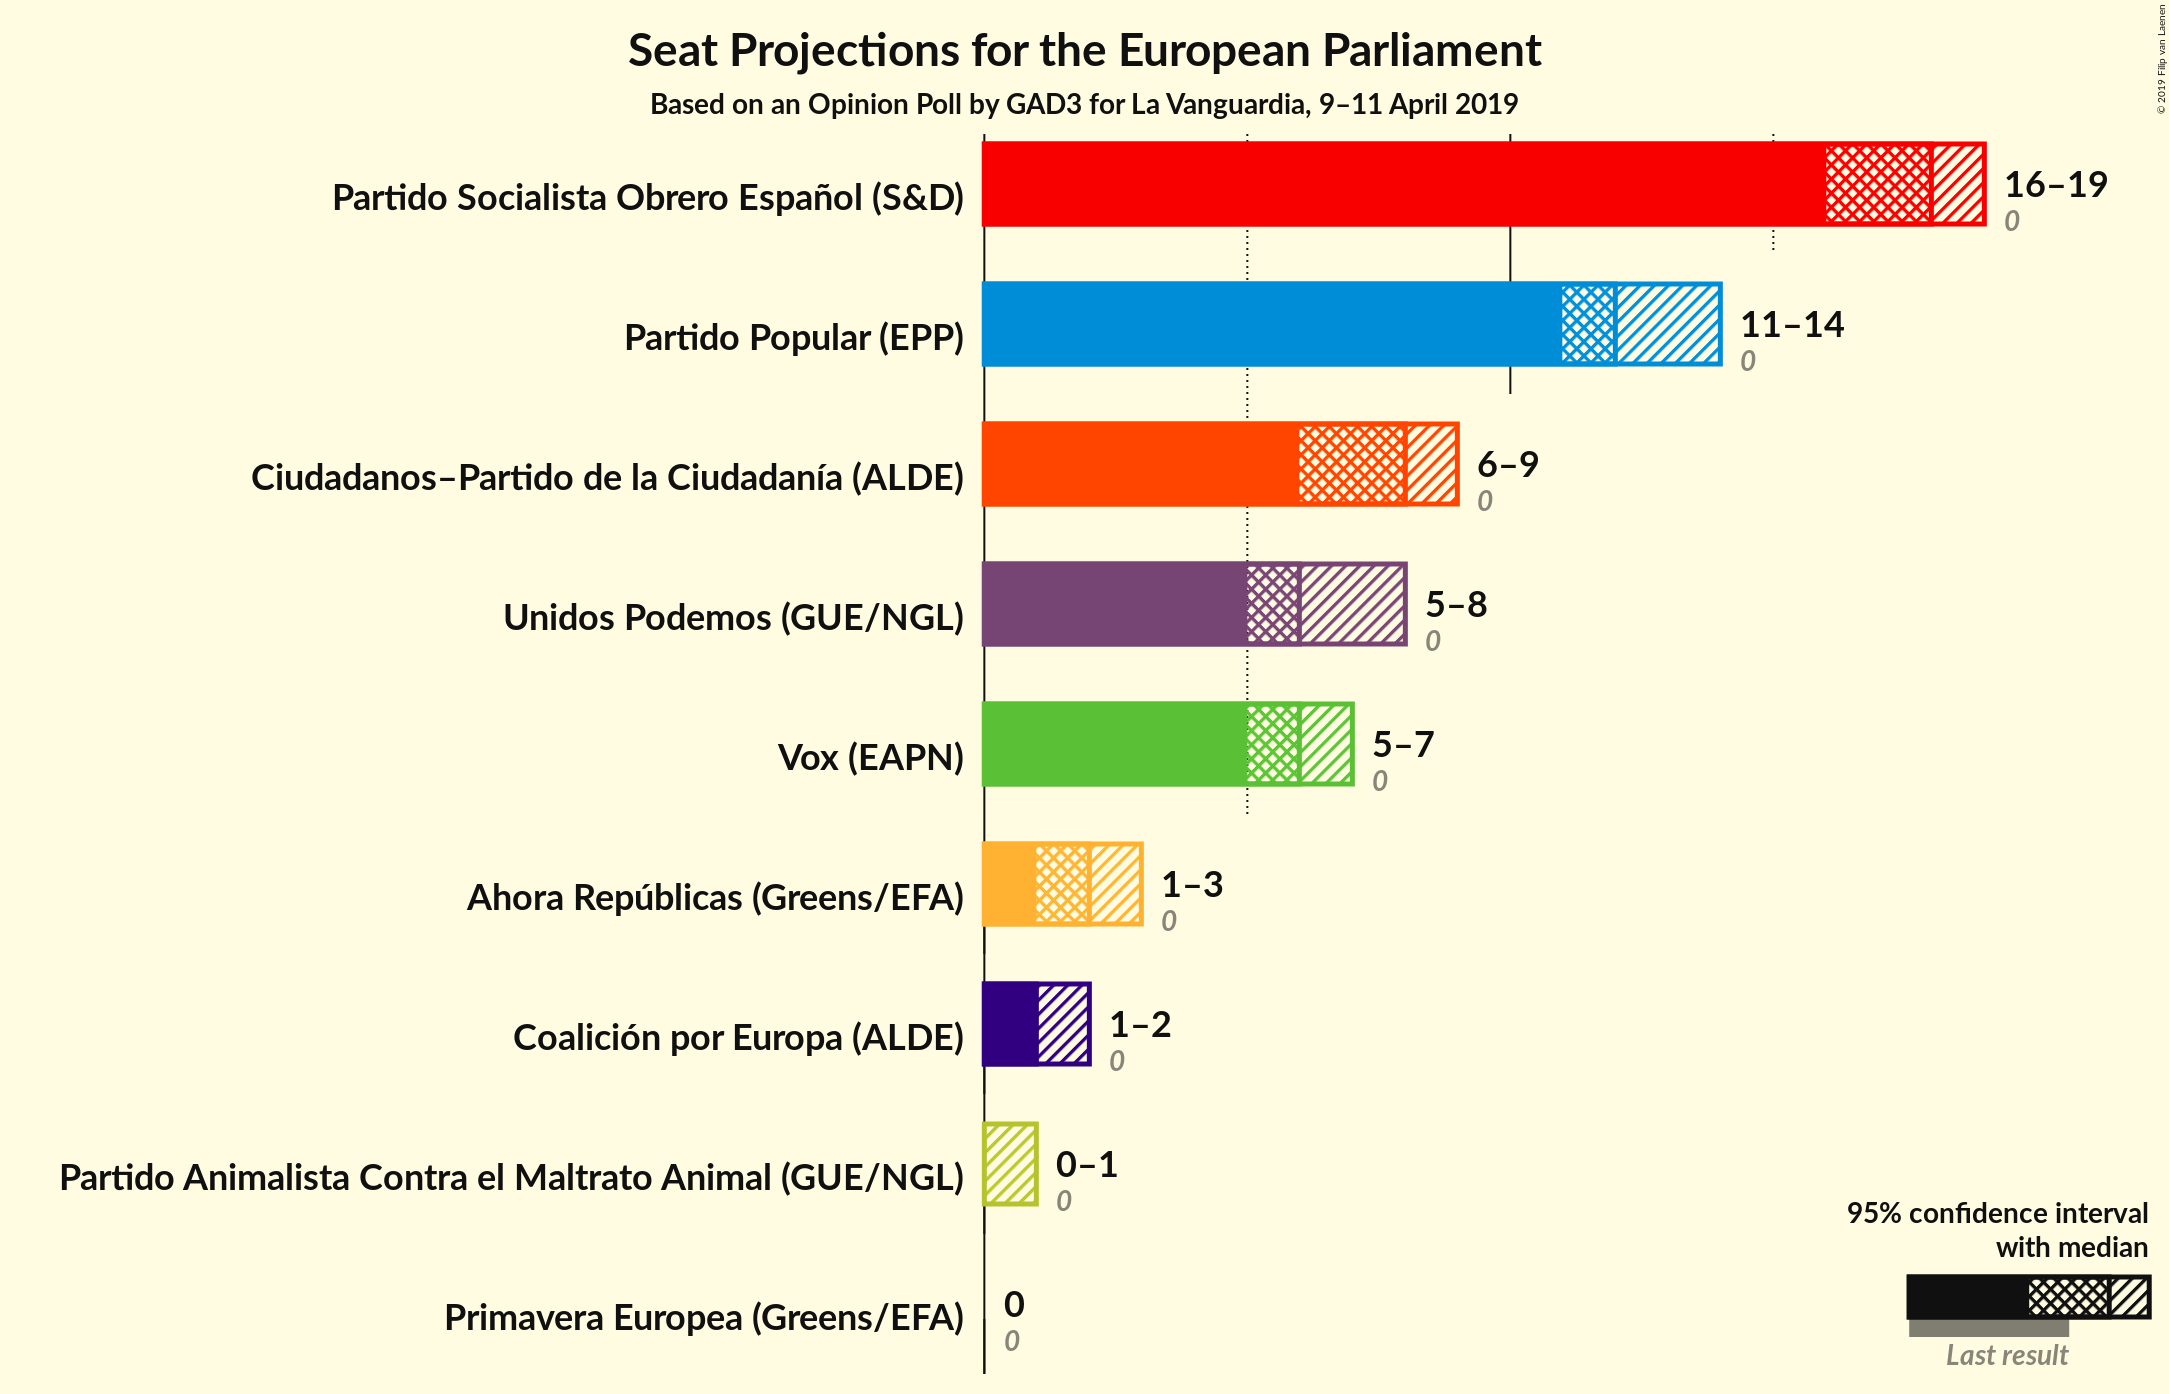 Seat Projections for the European Parliament
Based on an Opinion Poll by GAD3 for La Vanguardia, 9–11 April 2019
© 2019 Filip van Laenen
Partido Socialista Obrero Español (S&D)
16–19
0
Partido Popular (EPP)
11–14
0
Ciudadanos–Partido de la Ciudadanía (ALDE)
6–9
0
Unidos Podemos (GUE/NGL)
5–8
0
Vox (EAPN)
5–7
0
Ahora Repúblicas (Greens/EFA)
1–3
0
Coalición por Europa (ALDE)
1–2
0
Partido Animalista Contra el Maltrato Animal (GUE/NGL)
0–1
0
Primavera Europea (Greens/EFA)
0
0
95% confidence interval
with median
Last result